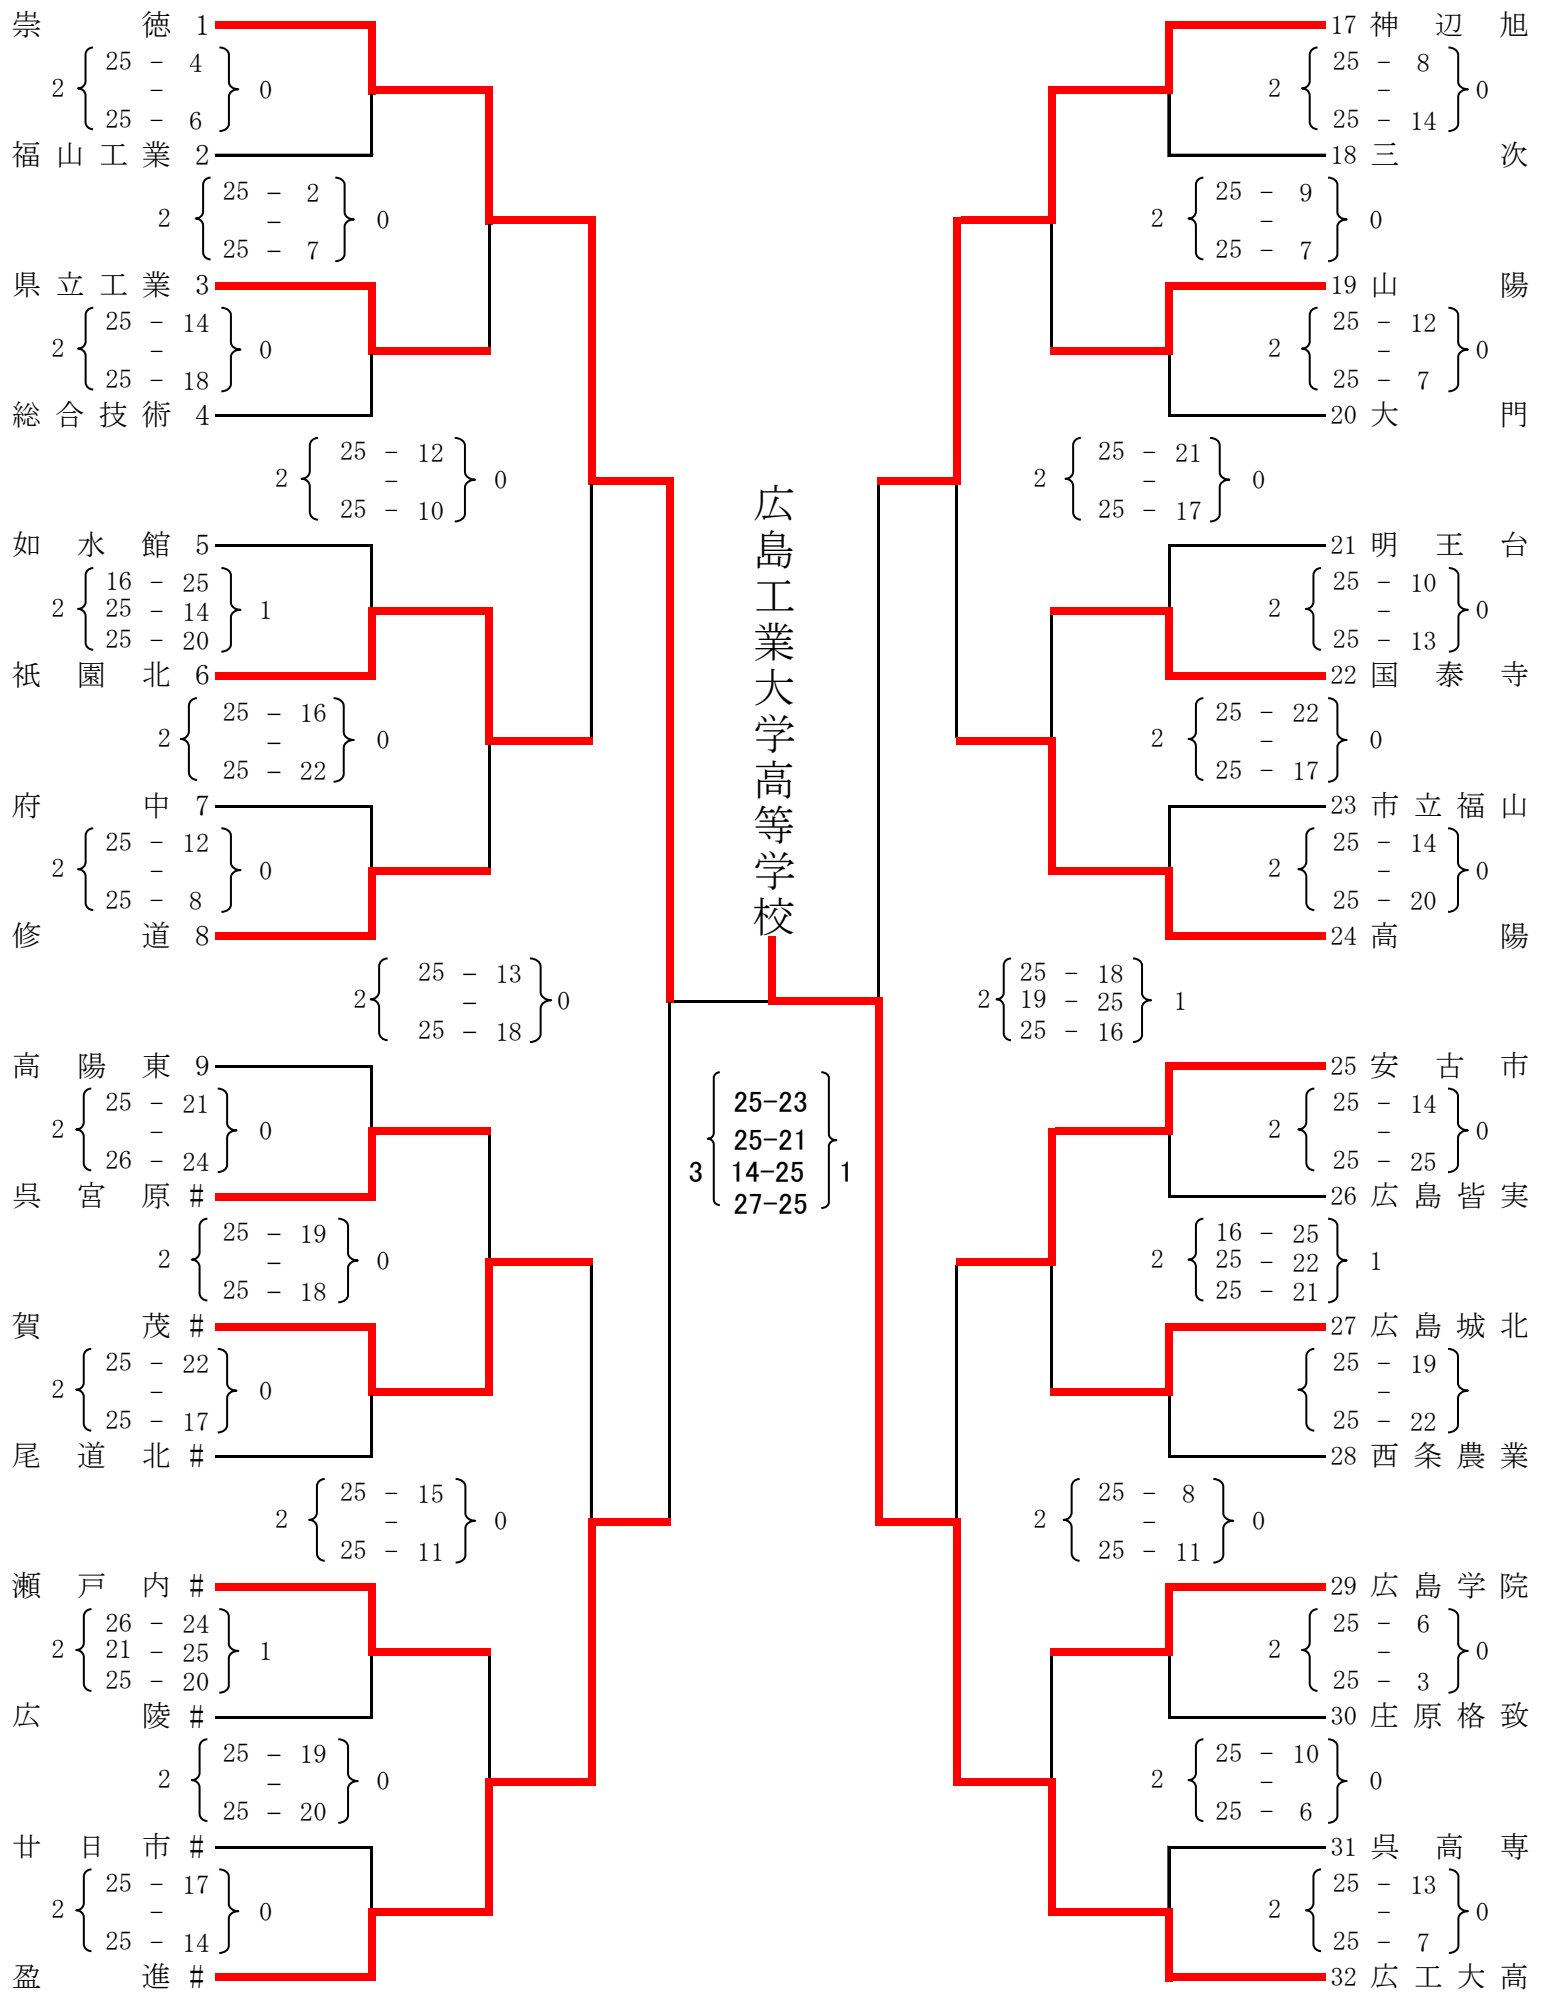 崇徳 1
25 - 4
2 - 0
25 - 6
福山工業 2
25 - 2
2 - 0
25 - 7
県立工業 3
25 - 14
2 - 0
25 - 18
総合技術 4
25 - 12
2 - 0
25 - 10
如水館 5
16 - 25
2 25 - 14 1
25 - 20
祇園北 6
25 - 16
2 - 0
25 - 22
府中 7
25 - 12
2 - 0
25 - 8
修道 8
25 - 13
2 - 0
25 - 18
高陽東 9
25 - 21
2 - 0
26 - 24
呉宮原 #
25 - 19
2 - 0
25 - 18
賀茂 #
25 - 22
2 - 0
25 - 17
尾道北 #
25 - 15
2 - 0
25 - 11
瀬戸内 #
26 - 24
2 21 - 25 1
25 - 20
広陵 #
25 - 19
2 - 0
25 - 20
廿日市 #
25 - 17
2 - 0
25 - 14
盈進 #
広島工業大学高等学校
25-23
25-21
3 14-25 1
27-25
17 神辺旭
25 - 8
2 - 0
25 - 14
18 三次
25 - 9
2 - 0
25 - 7
19 山陽
25 - 12
2 - 0
25 - 7
20 大門
25 - 21
2 - 0
25 - 17
21 明王台
25 - 10
2 - 0
25 - 13
22 国泰寺
25 - 22
2 - 0
25 - 17
23 市立福山
25 - 14
2 - 0
25 - 20
24 高陽
25 - 18
2 19 - 25 1
25 - 16
25 安古市
25 - 14
2 - 0
25 - 25
26 広島皆実
16 - 25
2 25 - 22 1
25 - 21
27 広島城北
25 - 19
-
25 - 22
28 西条農業
25 - 8
2 - 0
25 - 11
29 広島学院
25 - 6
2 - 0
25 - 3
30 庄原格致
25 - 10
2 - 0
25 - 6
31 呉高専
25 - 13
2 - 0
25 - 7
32 広工大高